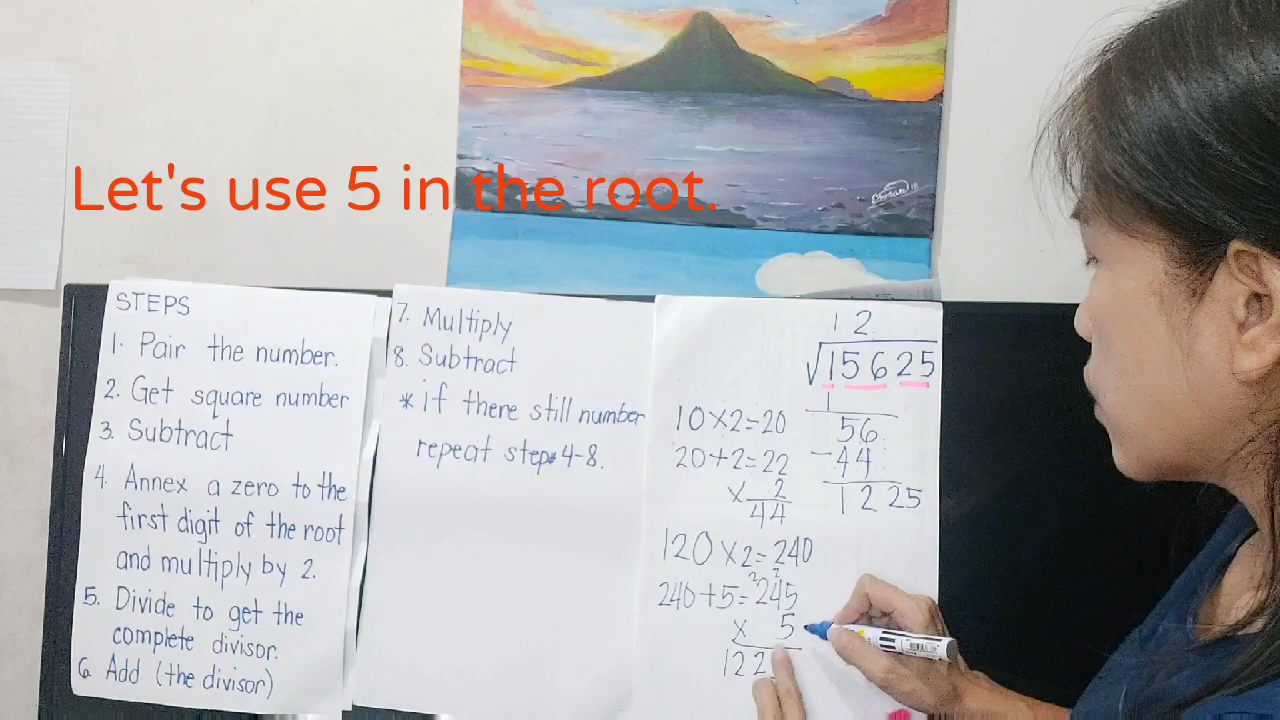 Let's use 5 in the root.
STEPS
1. Pair the number.
2. Get square number
3. Subtract
4. Annex a zero to the
first digit of the root
and multiply by 2.
5. Divide to get the
complete divisor.
6. Add (the divisor)
7. Multiply
8. Subtract
* if there still number
repeat step 4-8.
1 2
√15625
1
56
-44
1225
10×2=20
20+2=22
× 2
44
120×2=240
2 2
240+5=245
× 5
122